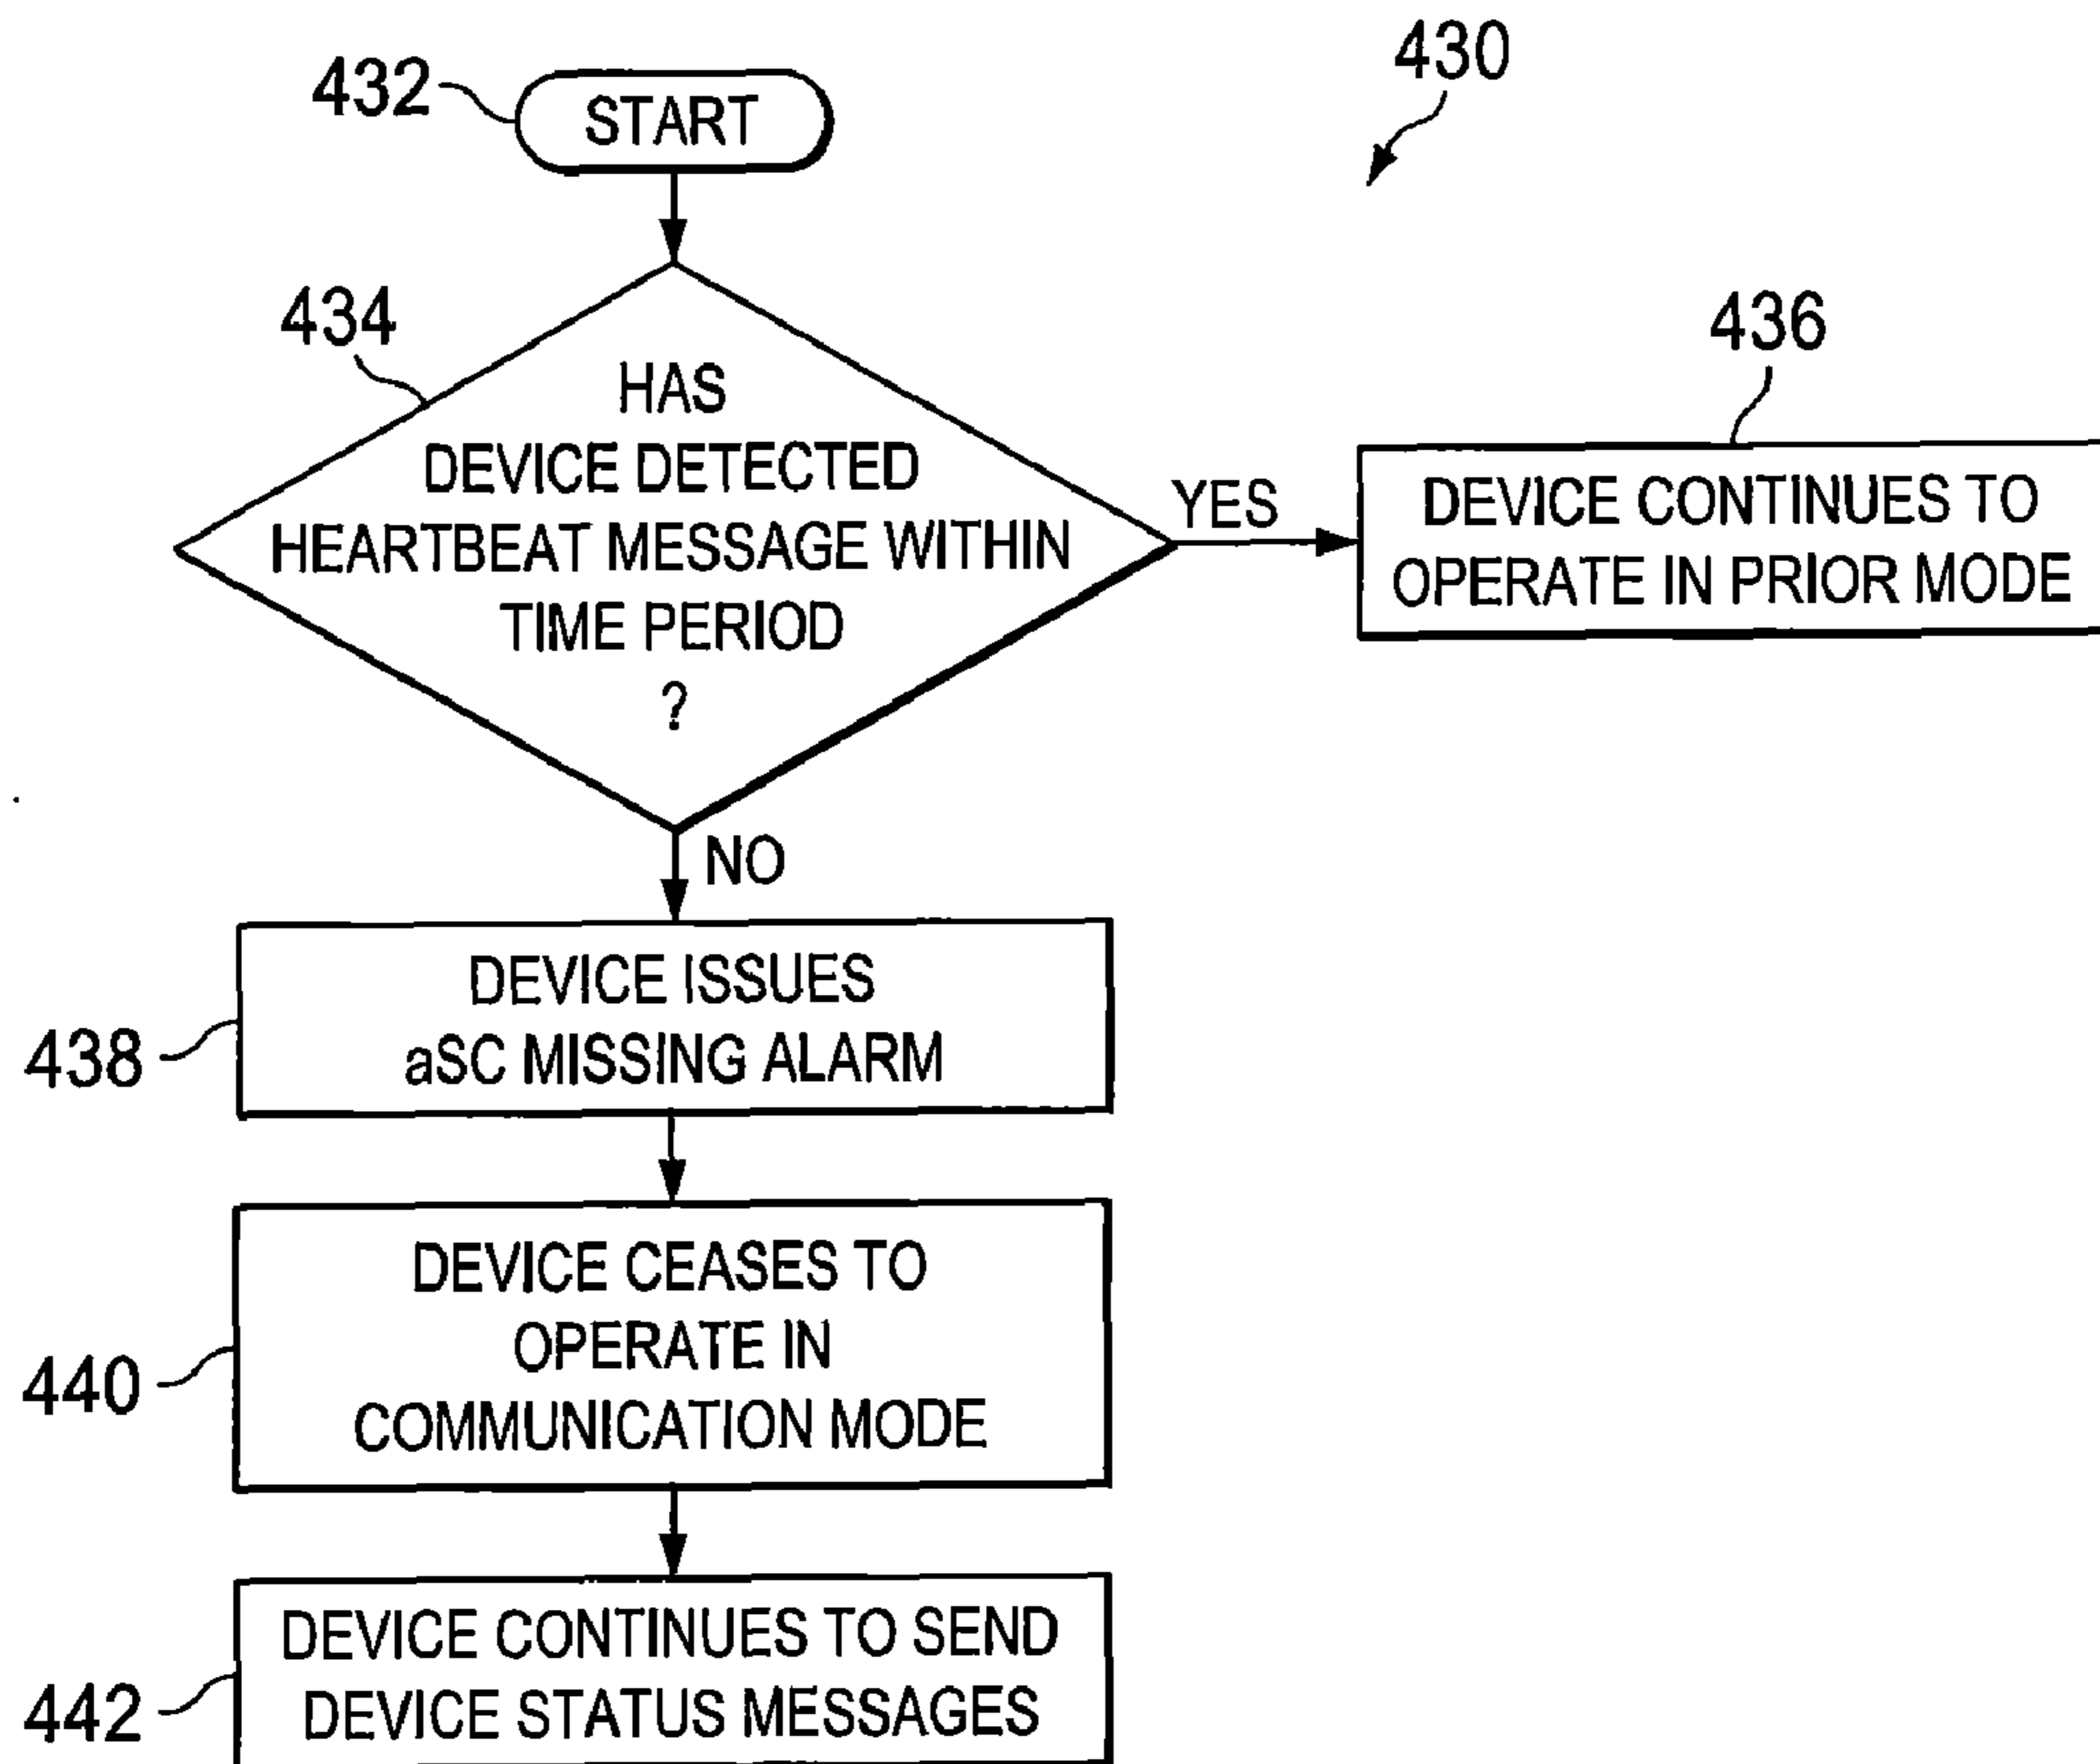 430
432
START
434
HAS
DEVICE DETECTED
HEARTBEAT MESSAGE WITHIN
TIME PERIOD
?
YES
436
DEVICE CONTINUES TO
OPERATE IN PRIOR MODE
NO
438
DEVICE ISSUES
aSC MISSING ALARM
440
DEVICE CEASES TO
OPERATE IN
COMMUNICATION MODE
442
DEVICE CONTINUES TO SEND
DEVICE STATUS MESSAGES